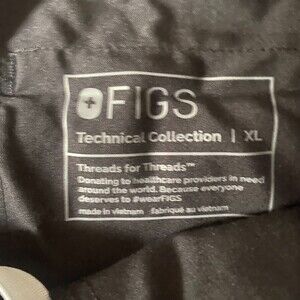 FIGS
Technical Collection | XL
Threads for Threads™
Donating to healthcare providers in need
around the world. Because everyone
deserves to #wearFIGS
made in vietnam · fabriqué au vietnam